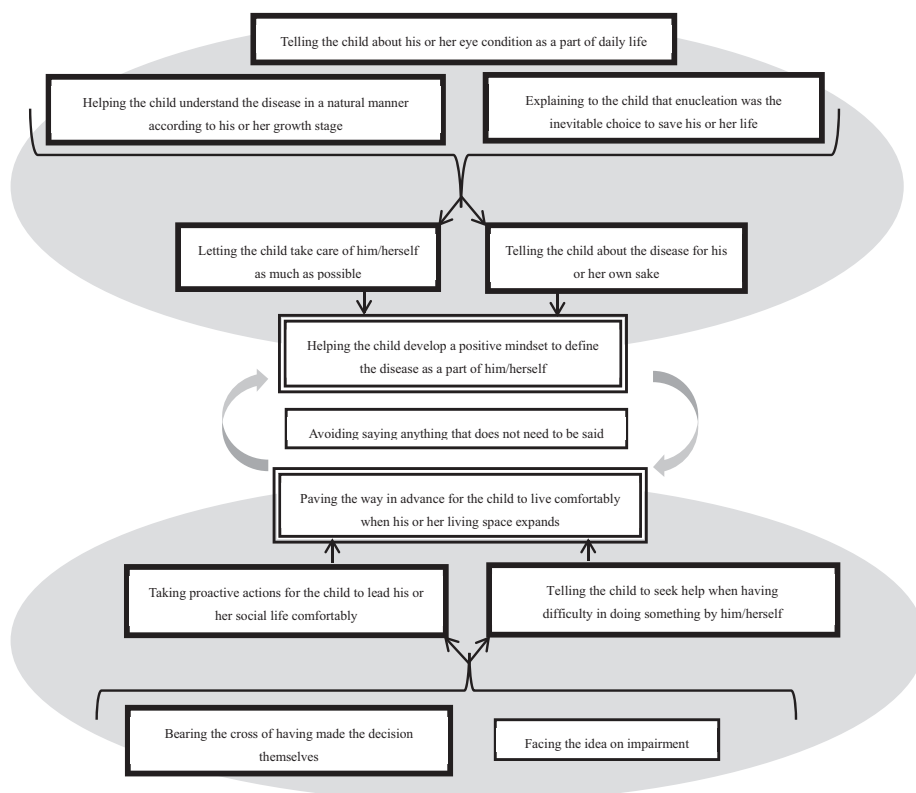 Telling the child about his or her eye condition as a part of daily life
Helping the child understand the disease in a natural manner
according to his or her growth stage
Explaining to the child that enucleation was the
inevitable choice to save his or her life
Letting the child take care of him/herself
as much as possible
Telling the child about the disease for his
or her own sake
Helping the child develop a positive mindset to define
the disease as a part of him/herself
Avoiding saying anything that does not need to be said
Paving the way in advance for the child to live comfortably
when his or her living space expands
Taking proactive actions for the child to lead his or
her social life comfortably
Telling the child to seek help when having
difficulty in doing something by him/herself
Bearing the cross of having made the decision
themselves
Facing the idea on impairment